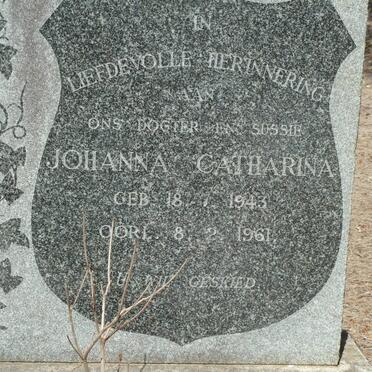 IN
LIEFDEVOLLE HERINNERING
AAN
ONS DOGTER EN SUSSIE
JOHANNA CATHARINA
GEB. 18. 7. 1943
OORL. 8. 2. 1961
U WIL GESKIED